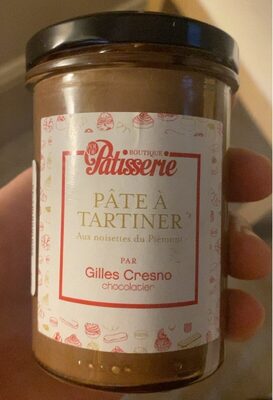 BOUTIQUE
Patisserie
PÂTE À
TARTINER
Aux noisettes du Piémont
PAR
Gilles Cresno
chocolatier